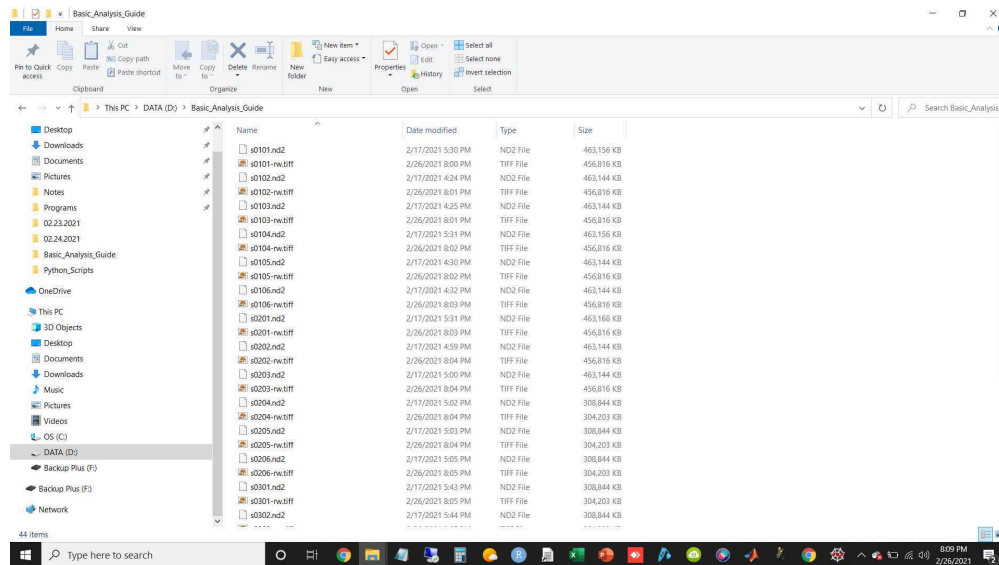 Basic_Analysis_Guide
File Home Share View
Pin to Quick access
Copy
Paste
Cut
Copy path
Paste shortcut
Clipboard
Move to
Copy to
Delete
Rename
Organize
New folder
New item
Easy access
New
Properties
Open
Edit
History
Open
Select all
Select none
Invert selection
Select
This PC > DATA (D:) > Basic_Analysis_Guide
Search Basic_Analysis
Desktop
Downloads
Documents
Pictures
Notes
Programs
02.23.2021
02.24.2021
Basic_Analysis_Guide
Python_Scripts
OneDrive
This PC
3D Objects
Desktop
Documents
Downloads
Music
Pictures
Videos
OS (C:)
DATA (D:)
Backup Plus (F:)
Backup Plus (F:)
Network
Name Date modified Type Size
s0101.nd2 2/17/2021 5:30 PM ND2 File 463,156 KB
s0101-rw.tiff 2/26/2021 8:00 PM TIFF File 456,816 KB
s0102.nd2 2/17/2021 4:24 PM ND2 File 463,144 KB
s0102-rw.tiff 2/26/2021 8:01 PM TIFF File 456,816 KB
s0103.nd2 2/17/2021 4:25 PM ND2 File 463,144 KB
s0103-rw.tiff 2/26/2021 8:01 PM TIFF File 456,816 KB
s0104.nd2 2/17/2021 5:31 PM ND2 File 463,156 KB
s0104-rw.tiff 2/26/2021 8:02 PM TIFF File 456,816 KB
s0105.nd2 2/17/2021 4:30 PM ND2 File 463,144 KB
s0105-rw.tiff 2/26/2021 8:02 PM TIFF File 456,816 KB
s0106.nd2 2/17/2021 4:32 PM ND2 File 463,144 KB
s0106-rw.tiff 2/26/2021 8:03 PM TIFF File 456,816 KB
s0201.nd2 2/17/2021 5:31 PM ND2 File 463,168 KB
s0201-rw.tiff 2/26/2021 8:03 PM TIFF File 456,816 KB
s0202.nd2 2/17/2021 4:59 PM ND2 File 463,144 KB
s0202-rw.tiff 2/26/2021 8:04 PM TIFF File 456,816 KB
s0203.nd2 2/17/2021 5:00 PM ND2 File 463,144 KB
s0203-rw.tiff 2/26/2021 8:04 PM TIFF File 456,816 KB
s0204.nd2 2/17/2021 5:02 PM ND2 File 308,844 KB
s0204-rw.tiff 2/26/2021 8:04 PM TIFF File 304,203 KB
s0205.nd2 2/17/2021 5:03 PM ND2 File 308,844 KB
s0205-rw.tiff 2/26/2021 8:04 PM TIFF File 304,203 KB
s0206.nd2 2/17/2021 5:05 PM ND2 File 308,844 KB
s0206-rw.tiff 2/26/2021 8:05 PM TIFF File 304,203 KB
s0301.nd2 2/17/2021 5:43 PM ND2 File 308,844 KB
s0301-rw.tiff 2/26/2021 8:05 PM TIFF File 304,203 KB
s0302.nd2 2/17/2021 5:44 PM ND2 File 308,844 KB
44 items
Type here to search
8:09 PM
2/26/2021